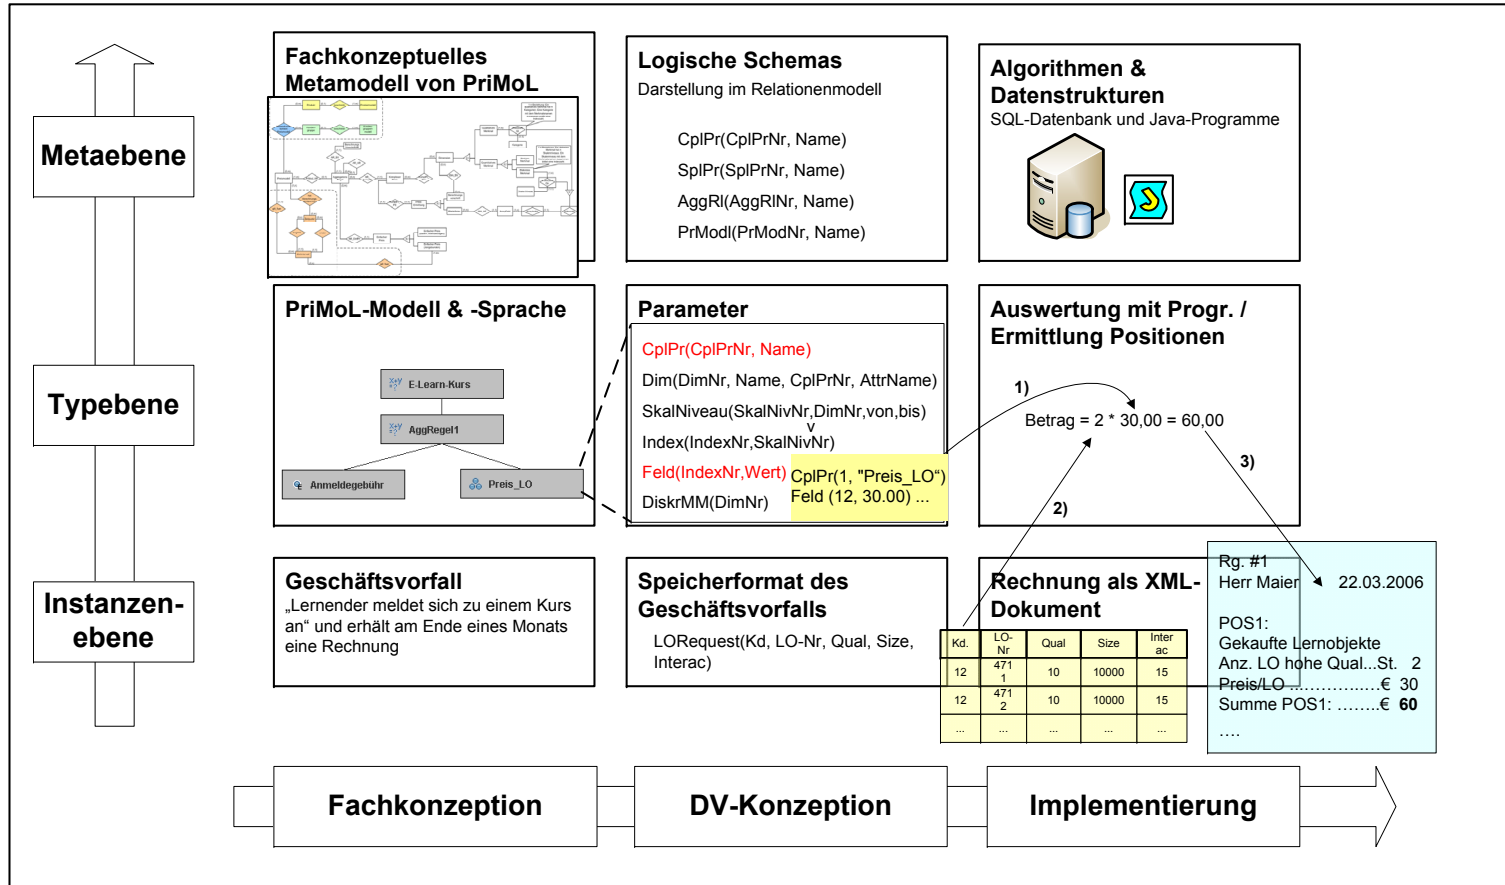 Fachkonzeptuelles
Metamodell von PriMoL
Logische Schemas
Darstellung im Relationenmodell
CplPr(CplPrNr, Name)
SplPr(SplPrNr, Name)
AggRl(AggRlNr, Name)
PrModl(PrModNr, Name)
Algorithmen &
Datenstrukturen
SQL-Datenbank und Java-Programme
Metaebene
PriMoL-Modell & -Sprache
x+y
=?
E-Learn-Kurs
x+y
=?
AggRegel1
Anmeldegebühr
Preis_LO
Parameter
CplPr(CplPrNr, Name)
Dim(DimNr, Name, CplPrNr, AttrName)
SkalNiveau(SkalNivNr,DimNr,von,bis)
v
Index(IndexNr,SkalNivNr)
Feld(IndexNr,Wert)
DiskrMM(DimNr)
CplPr(1, "Preis_LO“)
Feld (12, 30.00) ...
Auswertung mit Progr. /
Ermittlung Positionen
1)
Betrag = 2 * 30,00 = 60,00
2)
3)
Typebene
Geschäftsvorfall
„Lernender meldet sich zu einem Kurs
an“ und erhält am Ende eines Monats
eine Rechnung
Speicherformat des
Geschäftsvorfalls
LORequest(Kd, LO-Nr, Qual, Size,
Interac)
Rechnung als XML-
Dokument
Kd. LO-Nr Qual Size Interac
12 4711 10 10000 15
12 4712 10 10000 15
... ... ... ... ...
Rg. #1
Herr Maier 22.03.2006
POS1:
Gekaufte Lernobjekte
Anz. LO hohe Qual...St. 2
Preis/LO ..............€ 30
Summe POS1: ........€ 60
....
Instanzen-
ebene
Fachkonzeption
DV-Konzeption
Implementierung